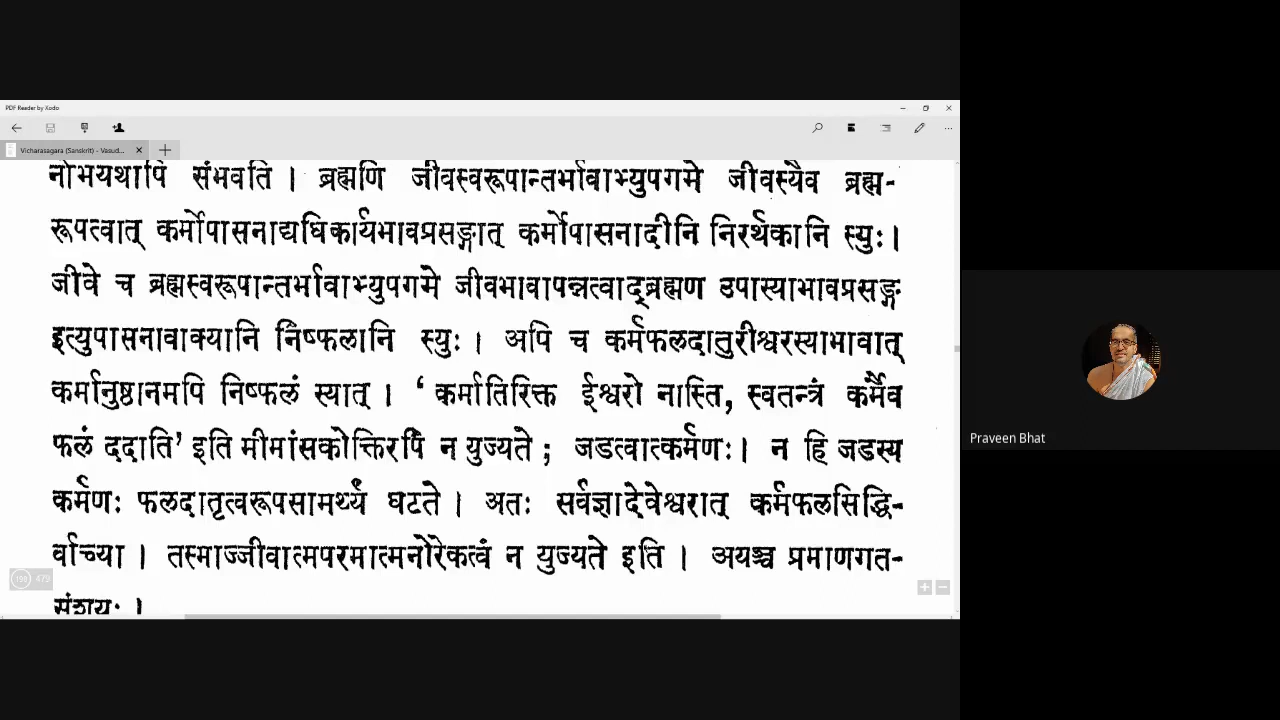 PDF Reader by Xodo
Vicharasagara (Sanskrit) - Vasud...
नोभयथापि संभवति । ब्रह्मणि जीवस्वरूपान्तर्भावाभ्युपगमे जीवस्यैव ब्रह्म-
रूपत्वात् कर्मोपासनाद्यधिकार्यभावप्रसङ्गात् कर्मोपासनादीनि निरर्थकानि स्युः ।
जीवे च ब्रह्मस्वरूपान्तर्भावाभ्युपगमे जीवभावापन्नत्वाद्ब्रह्मण उपास्याभावप्रसङ्ग
इत्युपासनावाक्यानि निष्फलानि स्युः । अपि च कर्मफलदातुरीश्वरस्याभावात्
कर्मानुष्ठानमपि निष्फलं स्यात् । ‘ कर्मातिरिक्त ईश्वरो नास्ति, स्वतन्त्रं कर्मैव
फलं ददाति’ इति मीमांसकोक्तिरपि न युज्यते ; जडत्वात्कर्मणः । न हि जडस्य
कर्मणः फलदातृत्वरूपसामर्थ्यं घटते । अतः सर्वज्ञादेवेश्वरात् कर्मफलसिद्धि-
र्वाच्या । तस्माज्जीवात्मपरमात्मनोरेकत्वं न युज्यते इति । अयञ्च प्रमाणगत-
संशयः ।
198 479
Praveen Bhat